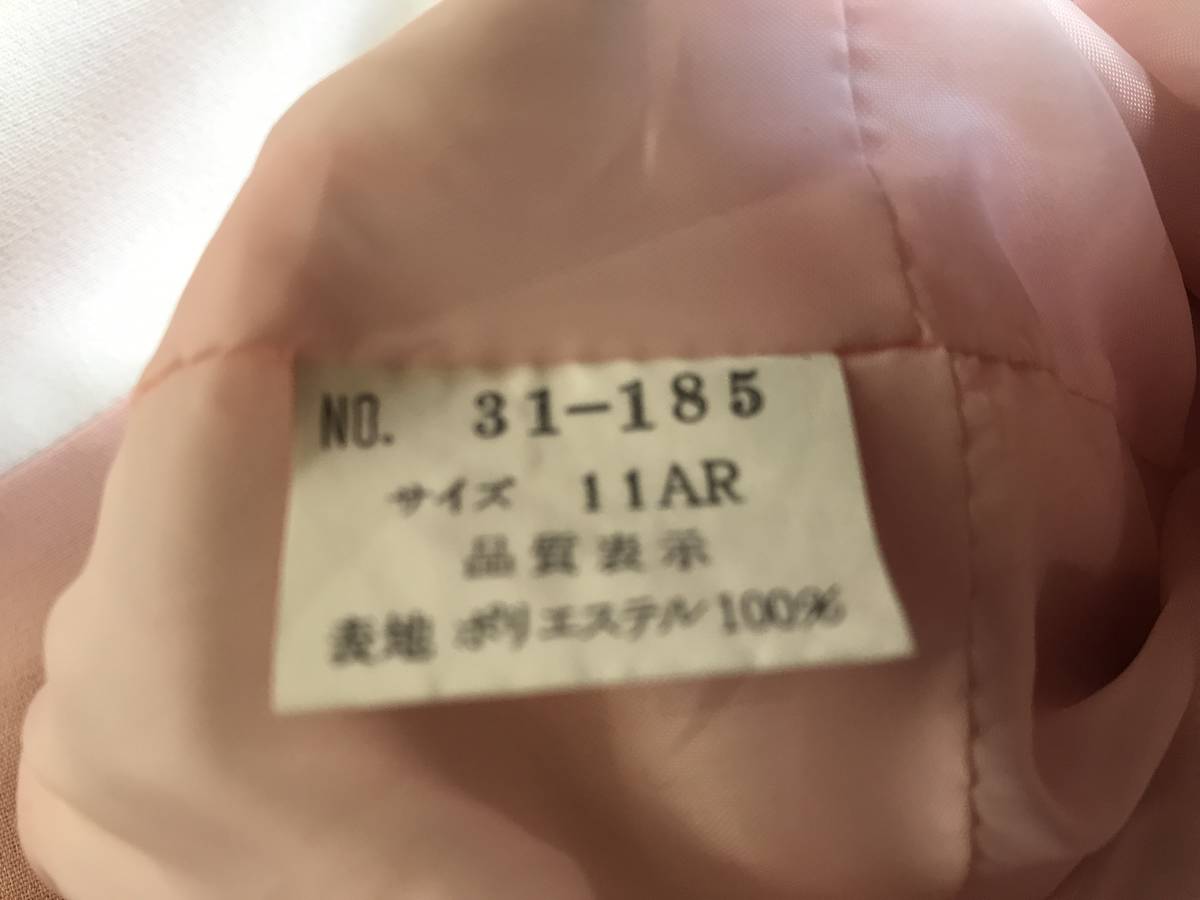 NO. 31-185
サイズ 11AR
品質表示
表地 ポリエステル100%